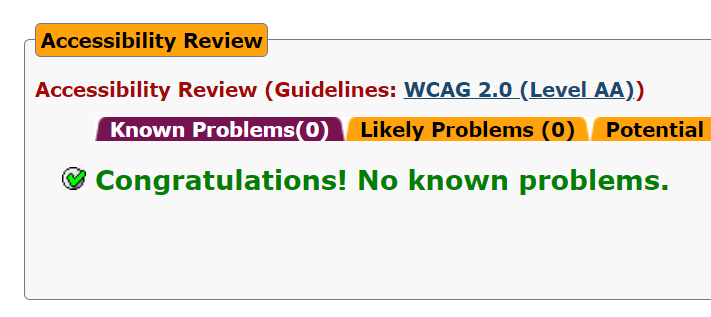 Accessibility Review
Accessibility Review (Guidelines: WCAG 2.0 (Level AA))
Known Problems(0) Likely Problems (0) Potential
Congratulations! No known problems.